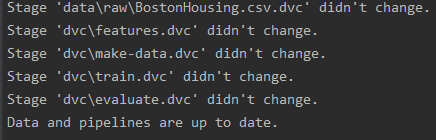 Stage 'data\raw\BostonHousing.csv.dvc' didn't change.
Stage 'dvc\features.dvc' didn't change.
Stage 'dvc\make-data.dvc' didn't change.
Stage 'dvc\train.dvc' didn't change.
Stage 'dvc\evaluate.dvc' didn't change.
Data and pipelines are up to date.